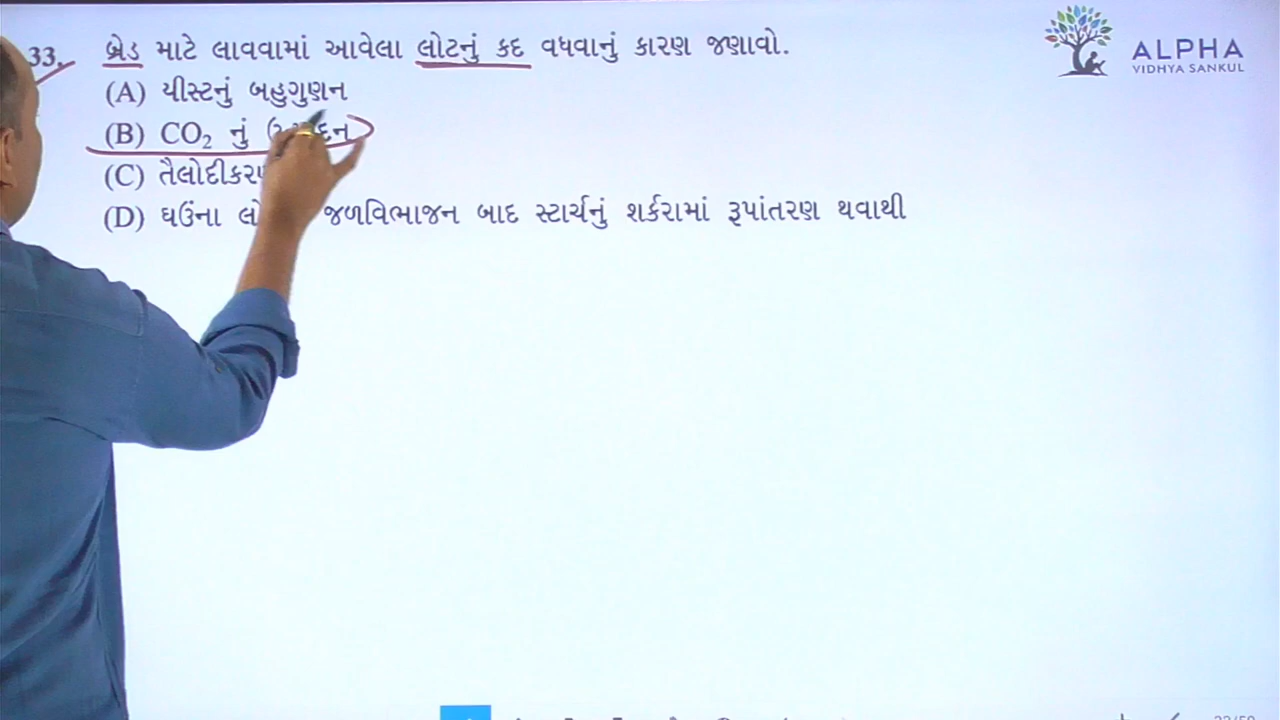 33. બ્રેડ માટે લાવવામાં આવેલા લોટનું કદ વધવાનું કારણ જણાવો.
(A) યીસ્ટનું બહુગુણન
(B) CO₂ નું
(C)
(D) ઘઉંના જળવિભાજન બાદ સ્ટાર્ચનું શર્કરામાં રૂપાંતરણ થવાથી
ALPHA
VIDHYA SANKUL